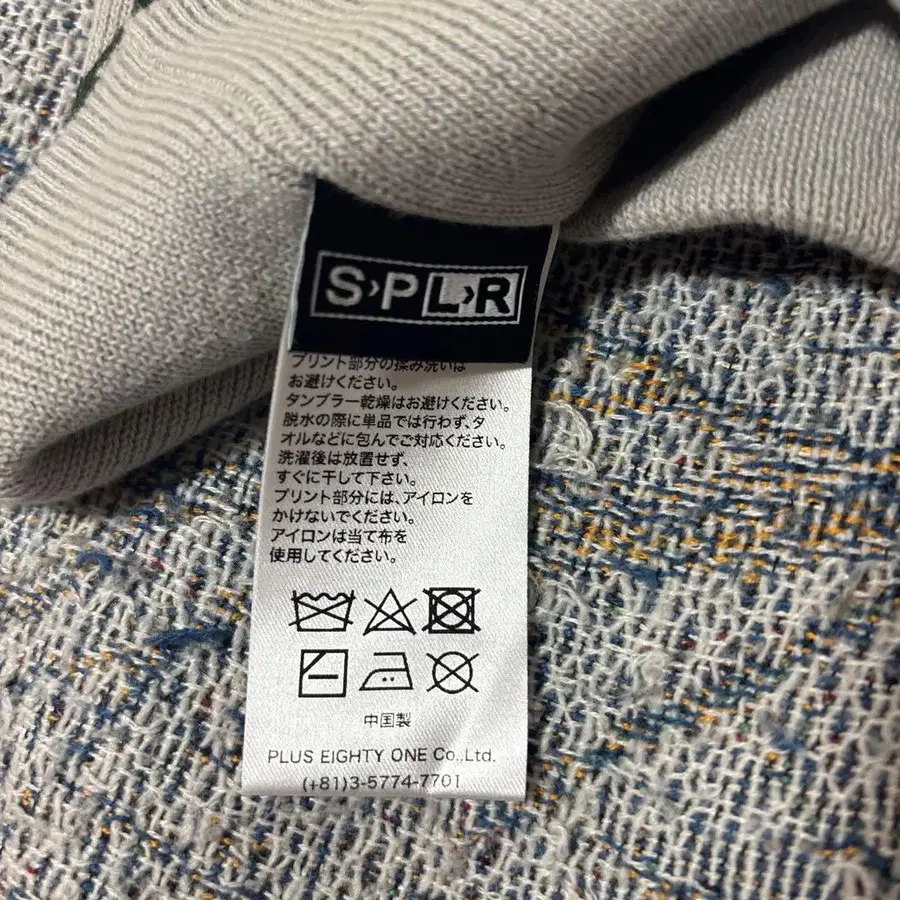 S›PL›R
プリント部分の揉み洗いは
お避けください。
タンブラー乾燥はお避けください。
脱水の際に単品では行わず、タ
オルなどに包んでご対応ください。
洗濯後は放置せず、
すぐに干して下さい。
プリント部分には、アイロンを
かけないでください。
アイロンは当て布を
使用してください。
中国製
PLUS EIGHTY ONE Co.,Ltd.
(+81)3-5774-7701